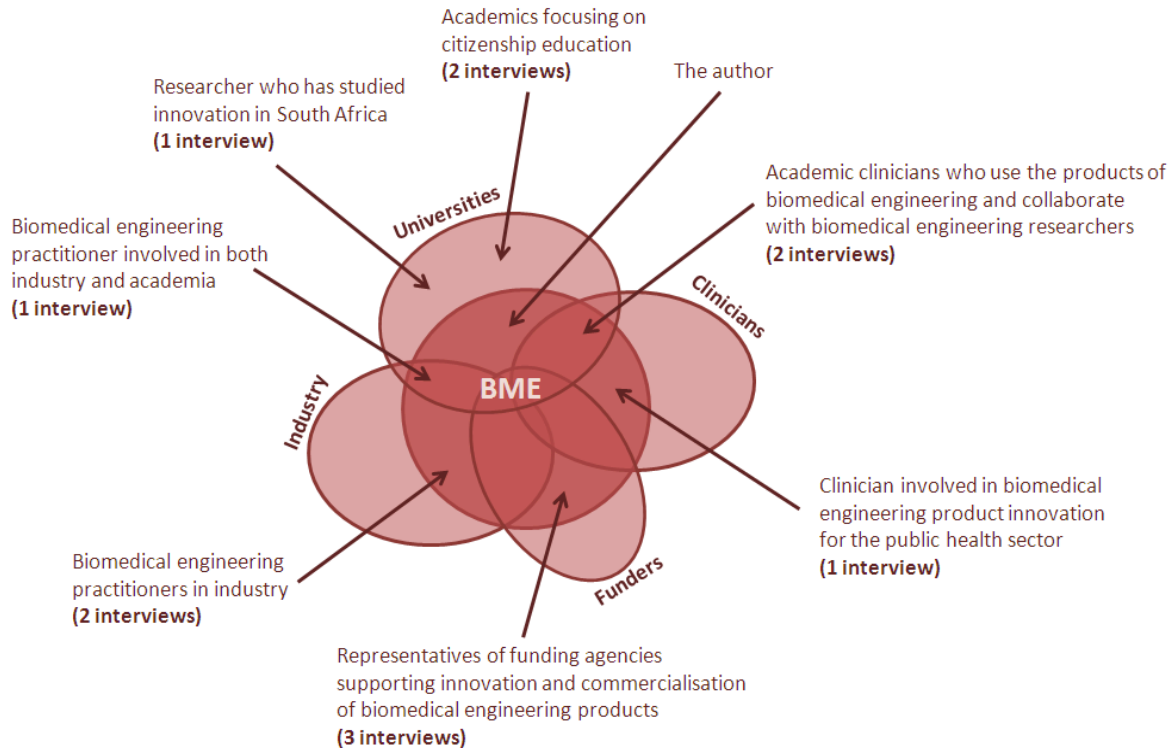 Academics focusing on
citizenship education
(2 interviews)
The author
Researcher who has studied
innovation in South Africa
(1 interview)
Academic clinicians who use the products of
biomedical engineering and collaborate
with biomedical engineering researchers
(2 interviews)
Biomedical engineering
practitioner involved in both
industry and academia
(1 interview)
Universities
Clinicians
Industry
BME
Funders
Clinician involved in biomedical
engineering product innovation
for the public health sector
(1 interview)
Biomedical engineering
practitioners in industry
(2 interviews)
Representatives of funding agencies
supporting innovation and commercialisation
of biomedical engineering products
(3 interviews)